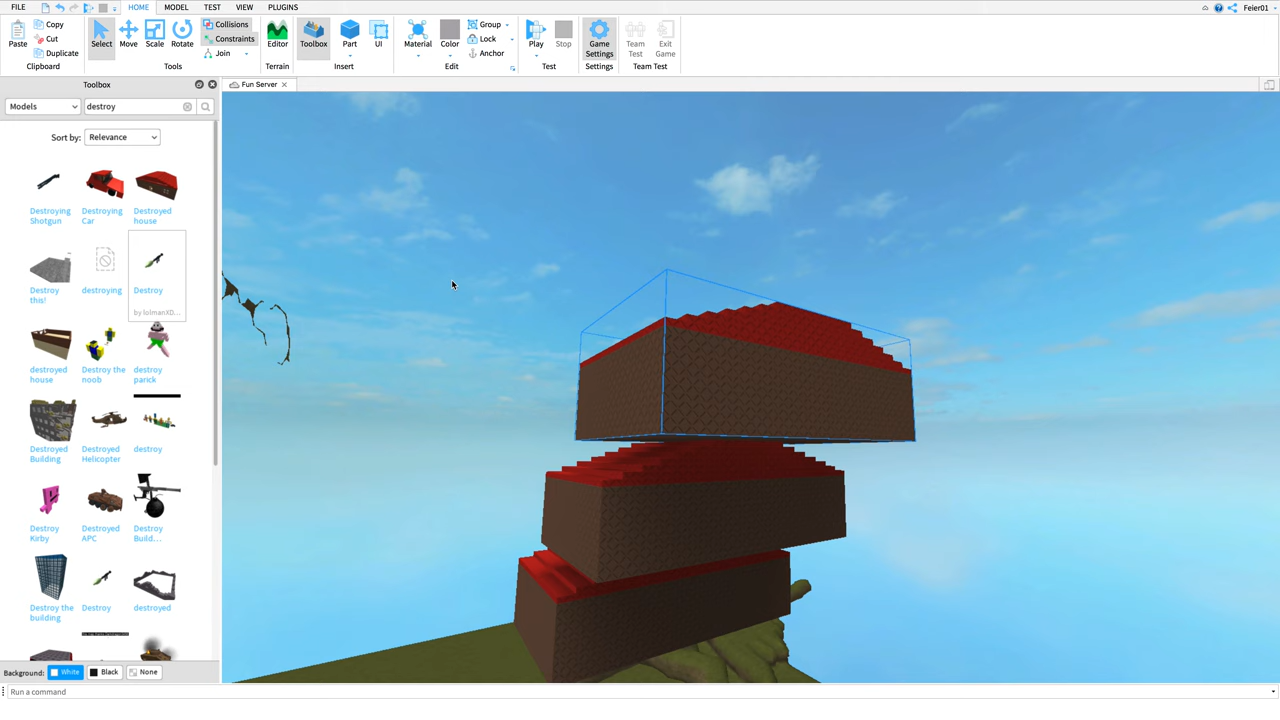 FILE HOME MODEL TEST VIEW PLUGINS Feier01
Copy
Cut
Duplicate
Paste
Clipboard
Select Move Scale Rotate
Collisions
Constraints
Join
Tools
Editor
Terrain
Toolbox Part UI
Insert
Material Color
Group
Lock
Anchor
Edit
Play Stop
Test
Game
Settings
Settings
Team
Test
Exit
Game
Team Test
Toolbox
Fun Server
Models destroy
Sort by: Relevance
Destroying
Shotgun
Destroying
Car
Destroyed
house
Destroy
this!
destroying
Destroy
by lolmanXD...
destroyed
house
Destroy the
noob
destroy
parick
Destroyed
Building
Destroyed
Helicopter
destroy
Destroy
Kirby
Destroyed
APC
Destroy
Build...
Destroy the
building
Destroy
destroyed
Background: White Black None
Run a command